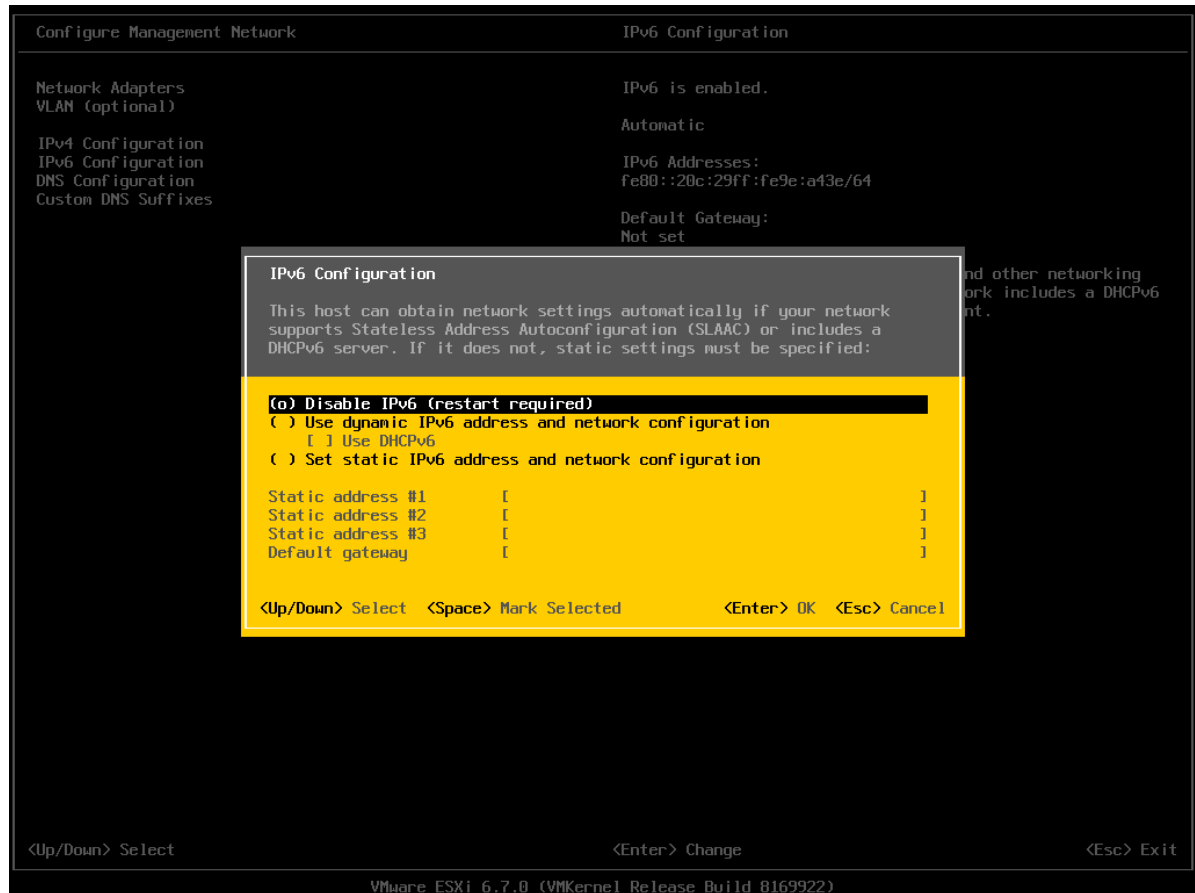 Configure Management Network
IPv6 Configuration
Network Adapters
VLAN (optional)
IPv4 Configuration
IPv6 Configuration
DNS Configuration
Custom DNS Suffixes
IPv6 is enabled.
Automatic
IPv6 Addresses:
fe80::20c:29ff:fe9e:a43e/64
Default Gateway:
Not set
nd other networking
ork includes a DHCPv6
nt.
IPv6 Configuration
This host can obtain network settings automatically if your network
supports Stateless Address Autoconfiguration (SLAAC) or includes a
DHCPv6 server. If it does not, static settings must be specified:
(o) Disable IPv6 (restart required)
( ) Use dynamic IPv6 address and network configuration
[ ] Use DHCPv6
( ) Set static IPv6 address and network configuration
Static address #1 [ ]
Static address #2 [ ]
Static address #3 [ ]
Default gateway [ ]
<Up/Down> Select <Space> Mark Selected <Enter> OK <Esc> Cancel
<Up/Down> Select <Enter> Change <Esc> Exit
VMware ESXi 6.7.0 (VMKernel Release Build 8169922)